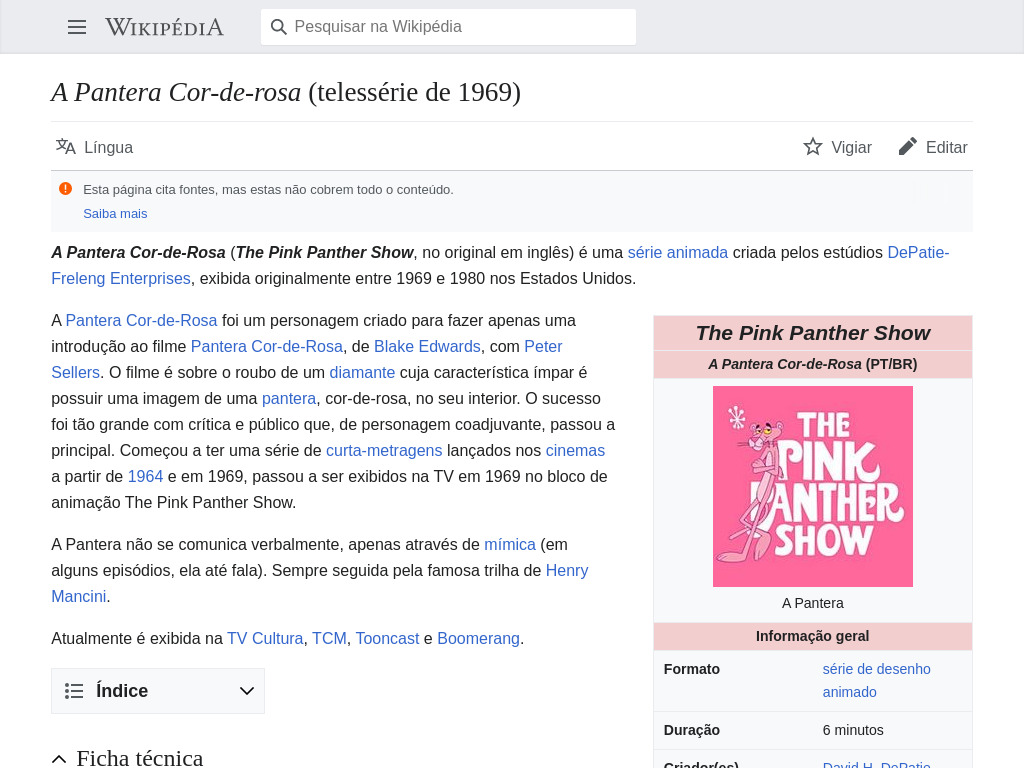 WIKIPÉDIA
Pesquisar na Wikipédia
A Pantera Cor-de-rosa (telessérie de 1969)
Língua
Vigiar
Editar
Esta página cita fontes, mas estas não cobrem todo o conteúdo.
Saiba mais
A Pantera Cor-de-Rosa (The Pink Panther Show, no original em inglês) é uma série animada criada pelos estúdios DePatie-
Freleng Enterprises, exibida originalmente entre 1969 e 1980 nos Estados Unidos.
A Pantera Cor-de-Rosa foi um personagem criado para fazer apenas uma
introdução ao filme Pantera Cor-de-Rosa, de Blake Edwards, com Peter
Sellers. O filme é sobre o roubo de um diamante cuja característica ímpar é
possuir uma imagem de uma pantera, cor-de-rosa, no seu interior. O sucesso
foi tão grande com crítica e público que, de personagem coadjuvante, passou a
principal. Começou a ter uma série de curta-metragens lançados nos cinemas
a partir de 1964 e em 1969, passou a ser exibidos na TV em 1969 no bloco de
animação The Pink Panther Show.
A Pantera não se comunica verbalmente, apenas através de mímica (em
alguns episódios, ela até fala). Sempre seguida pela famosa trilha de Henry
Mancini.
Atualmente é exibida na TV Cultura, TCM, Tooncast e Boomerang.
Índice
Ficha técnica
The Pink Panther Show
A Pantera Cor-de-Rosa (PT/BR)
THE
PINK
PANTHER
SHOW
A Pantera
Informação geral
Formato
série de desenho
animado
Duração
6 minutos
Criador(es)
David H. DePatie